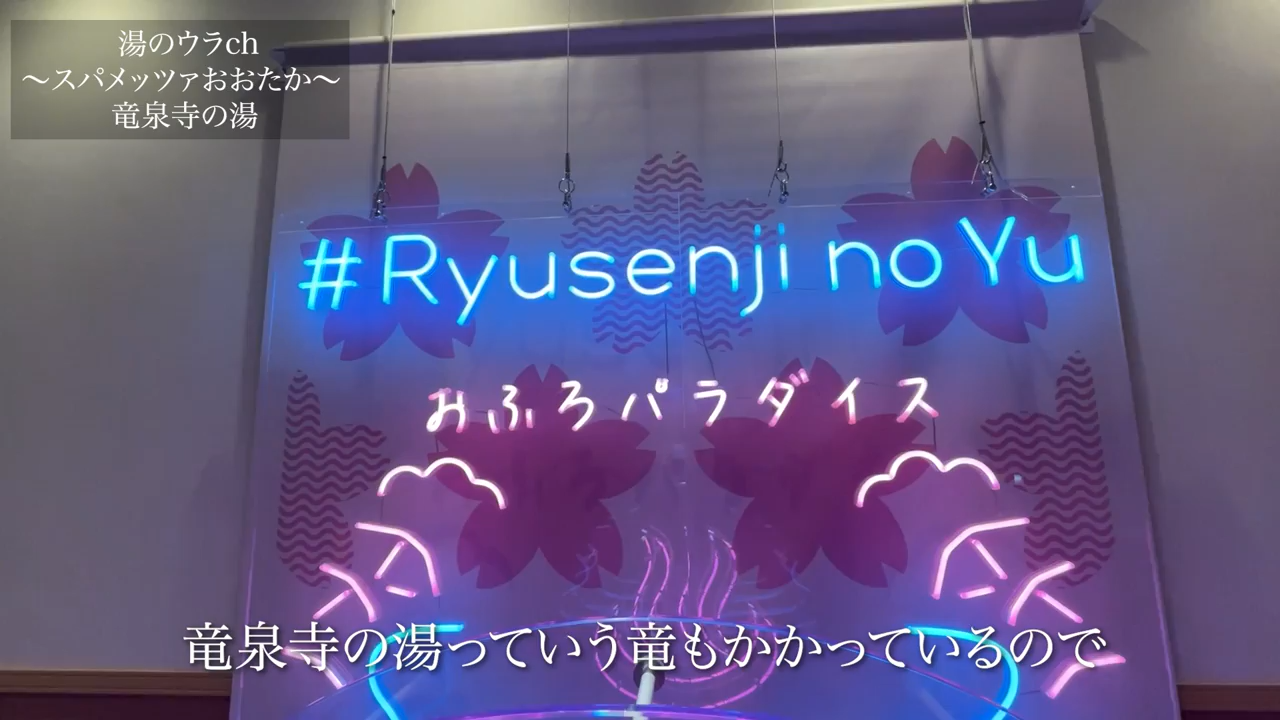 湯のウラch
〜スパメッツァおおたか〜
竜泉寺の湯
#Ryusenji no Yu
おふろパラダイス
竜泉寺の湯っていう竜もかかっているので